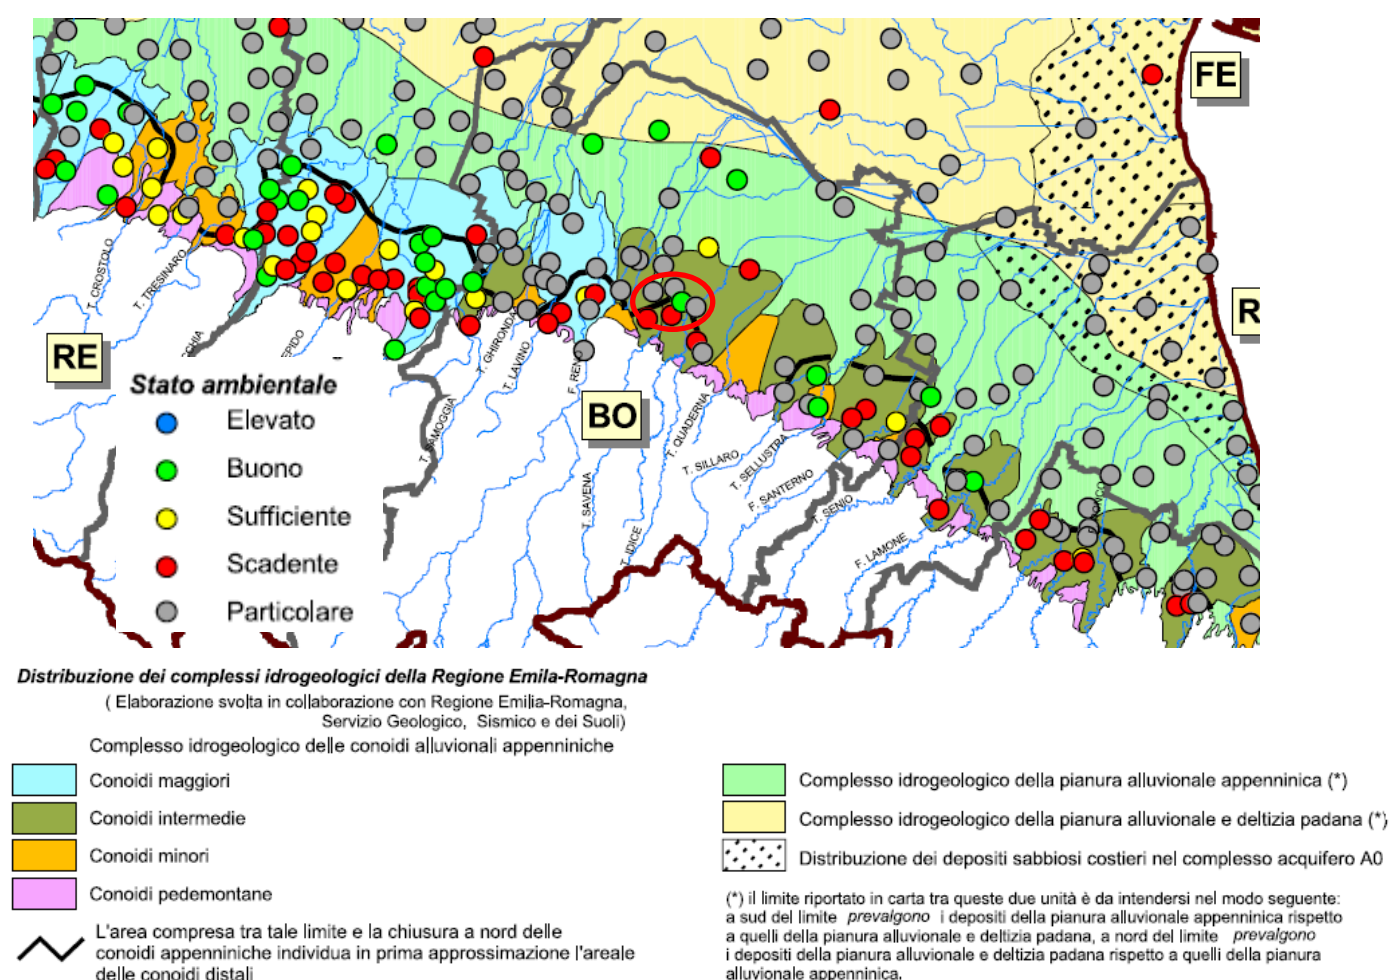 FE
R
T. CROSTOLO
T. TRESINARO
RE
CCHIA
EPIDO
T. SAMOGGIA
T. GHIRONDA
T. LAVINO
F. RENO
BO
T. SAVENA
T. IDICE
T. QUADERNA
T. SILLARO
T. SELLUSTRA
F. SANTERNO
T. SENIO
F. LAMONE
Stato ambientale
Elevato
Buono
Sufficiente
Scadente
Particolare
Distribuzione dei complessi idrogeologici della Regione Emila-Romagna
( Elaborazione svolta in collaborazione con Regione Emilia-Romagna,
Servizio Geologico, Sismico e dei Suoli)
Complesso idrogeologico delle conoidi alluvionali appenniniche
Conoidi maggiori
Conoidi intermedie
Conoidi minori
Conoidi pedemontane
L'area compresa tra tale limite e la chiusura a nord delle
conoidi appenniniche individua in prima approssimazione l'areale
delle conoidi distali
Complesso idrogeologico della pianura alluvionale appenninica (*)
Complesso idrogeologico della pianura alluvionale e deltizia padana (*)
Distribuzione dei depositi sabbiosi costieri nel complesso acquifero A0
(*) il limite riportato in carta tra queste due unità è da intendersi nel modo seguente:
a sud del limite prevalgono i depositi della pianura alluvionale appenninica rispetto
a quelli della pianura alluvionale e deltizia padana, a nord del limite prevalgono
i depositi della pianura alluvionale e deltizia padana rispetto a quelli della pianura
alluvionale appenninica.